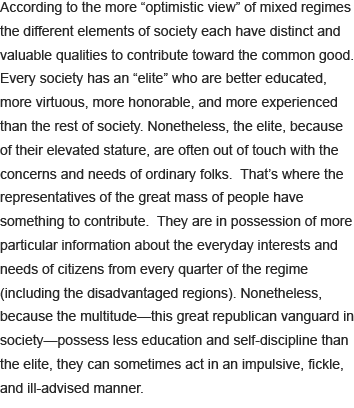 According to the more “optimistic view” of mixed regimes
the different elements of society each have distinct and
valuable qualities to contribute toward the common good.
Every society has an “elite” who are better educated,
more virtuous, more honorable, and more experienced
than the rest of society. Nonetheless, the elite, because
of their elevated stature, are often out of touch with the
concerns and needs of ordinary folks.  That’s where the
representatives of the great mass of people have
something to contribute.  They are in possession of more
particular information about the everyday interests and
needs of citizens from every quarter of the regime
(including the disadvantaged regions). Nonetheless,
because the multitude—this great republican vanguard in
society—possess less education and self-discipline than
the elite, they can sometimes act in an impulsive, fickle,
and ill-advised manner.